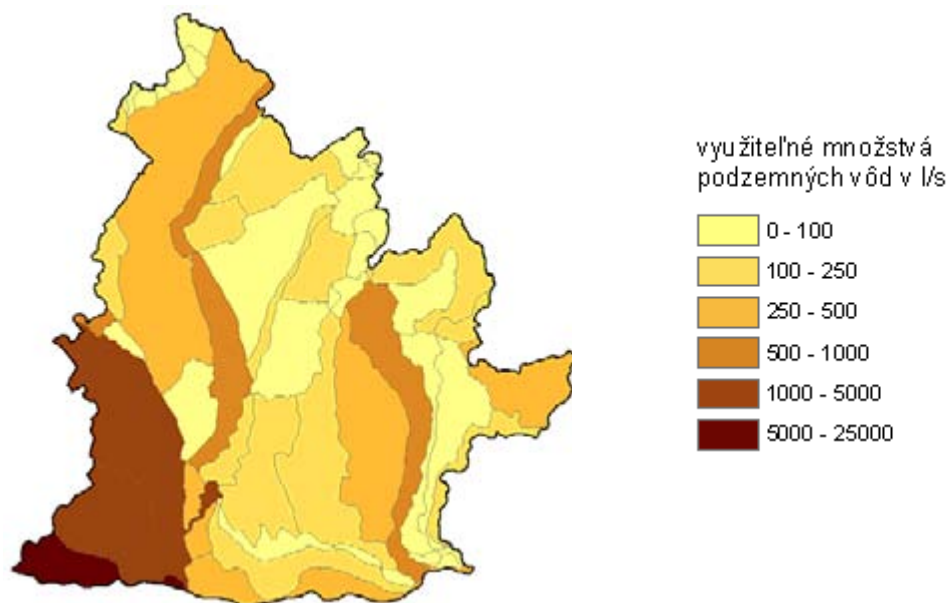 využiteľné množstvá
podzemných vôd v l/s
0 - 100
100 - 250
250 - 500
500 - 1000
1000 - 5000
5000 - 25000